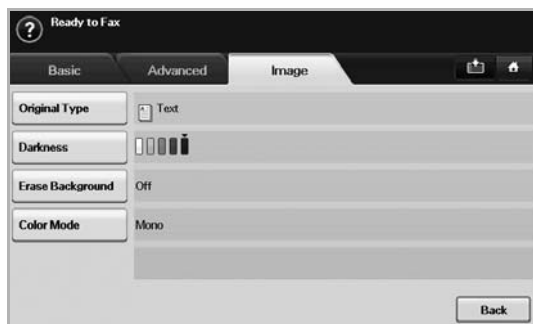 Ready to Fax
Basic Advanced Image
Original Type Text
Darkness
Erase Background Off
Color Mode Mono
Back